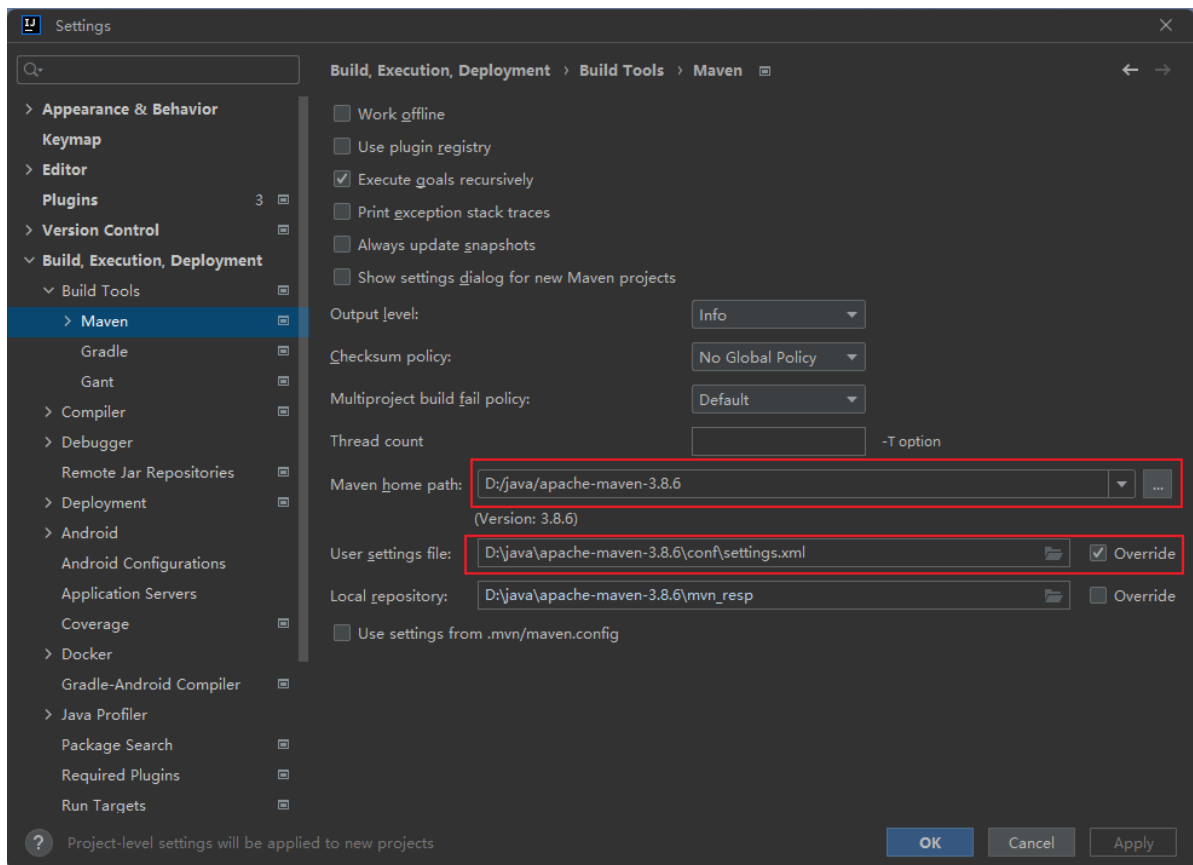 Settings
Build, Execution, Deployment › Build Tools › Maven
Appearance & Behavior
Keymap
Editor
Plugins 3
Version Control
Build, Execution, Deployment
Build Tools
Maven
Gradle
Gant
Compiler
Debugger
Remote Jar Repositories
Deployment
Android
Android Configurations
Application Servers
Coverage
Docker
Gradle-Android Compiler
Java Profiler
Package Search
Required Plugins
Run Targets
Work offline
Use plugin registry
Execute goals recursively
Print exception stack traces
Always update snapshots
Show settings dialog for new Maven projects
Output level: Info
Checksum policy: No Global Policy
Multiproject build fail policy: Default
Thread count -T option
Maven home path: D:/java/apache-maven-3.8.6 ...
(Version: 3.8.6)
User settings file: D:\java\apache-maven-3.8.6\conf\settings.xml Override
Local repository: D:\java\apache-maven-3.8.6\mvn_resp Override
Use settings from .mvn/maven.config
? Project-level settings will be applied to new projects
OK Cancel Apply